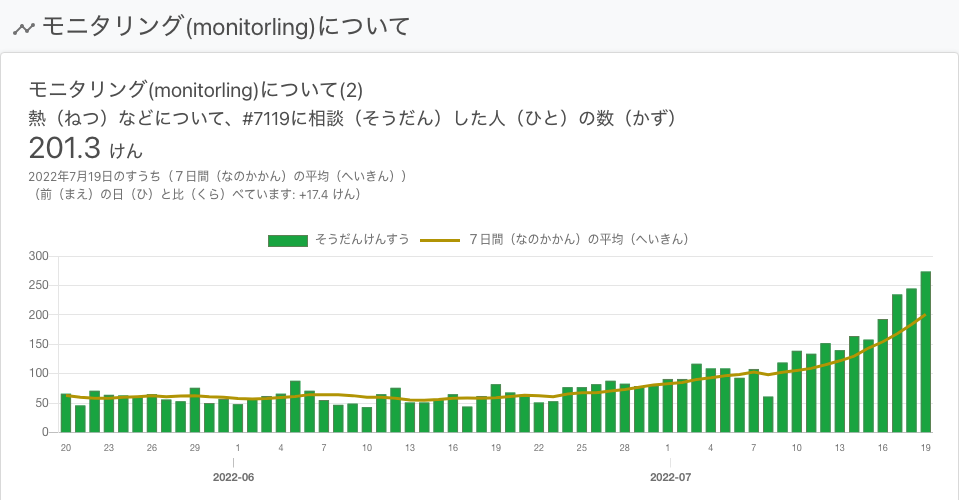 モニタリング(monitorling)について
モニタリング(monitorling)について(2)
熱（ねつ）などについて、#7119に相談（そうだん）した人（ひと）の数（かず）
201.3 けん
2022年7月19日のすうち（７日間（なのかかん）の平均（へいきん））
（前（まえ）の日（ひ）と比（くら）べています: +17.4 けん）
そうだんけんすう ７日間（なのかかん）の平均（へいきん）
300
250
200
150
100
50
0
20 23 26 29 1 4 7 10 13 16 19 22 25 28 1 4 7 10 13 16 19
2022-06 2022-07